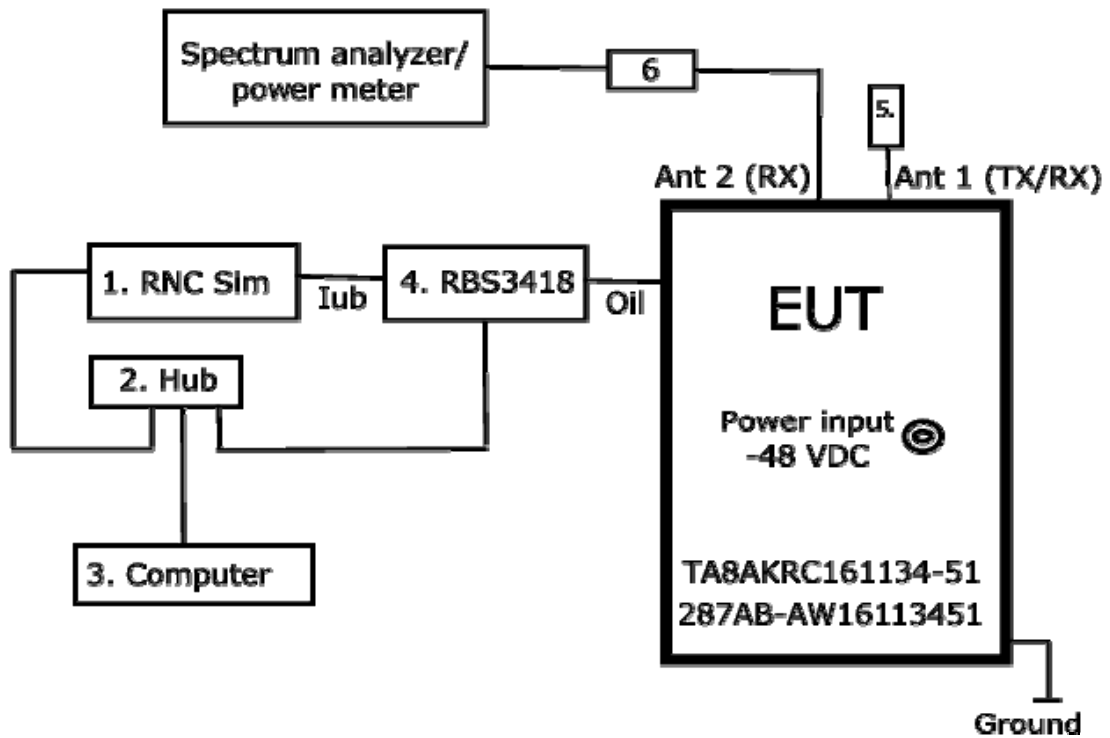 Spectrum analyzer/
power meter
6
5.
Ant 2 (RX)
Ant 1 (TX/RX)
1. RNC Sim
Iub
4. RBS3418
Oil
EUT
2. Hub
Power input
-48 VDC
3. Computer
TA8AKRC161134-51
287AB-AW16113451
Ground